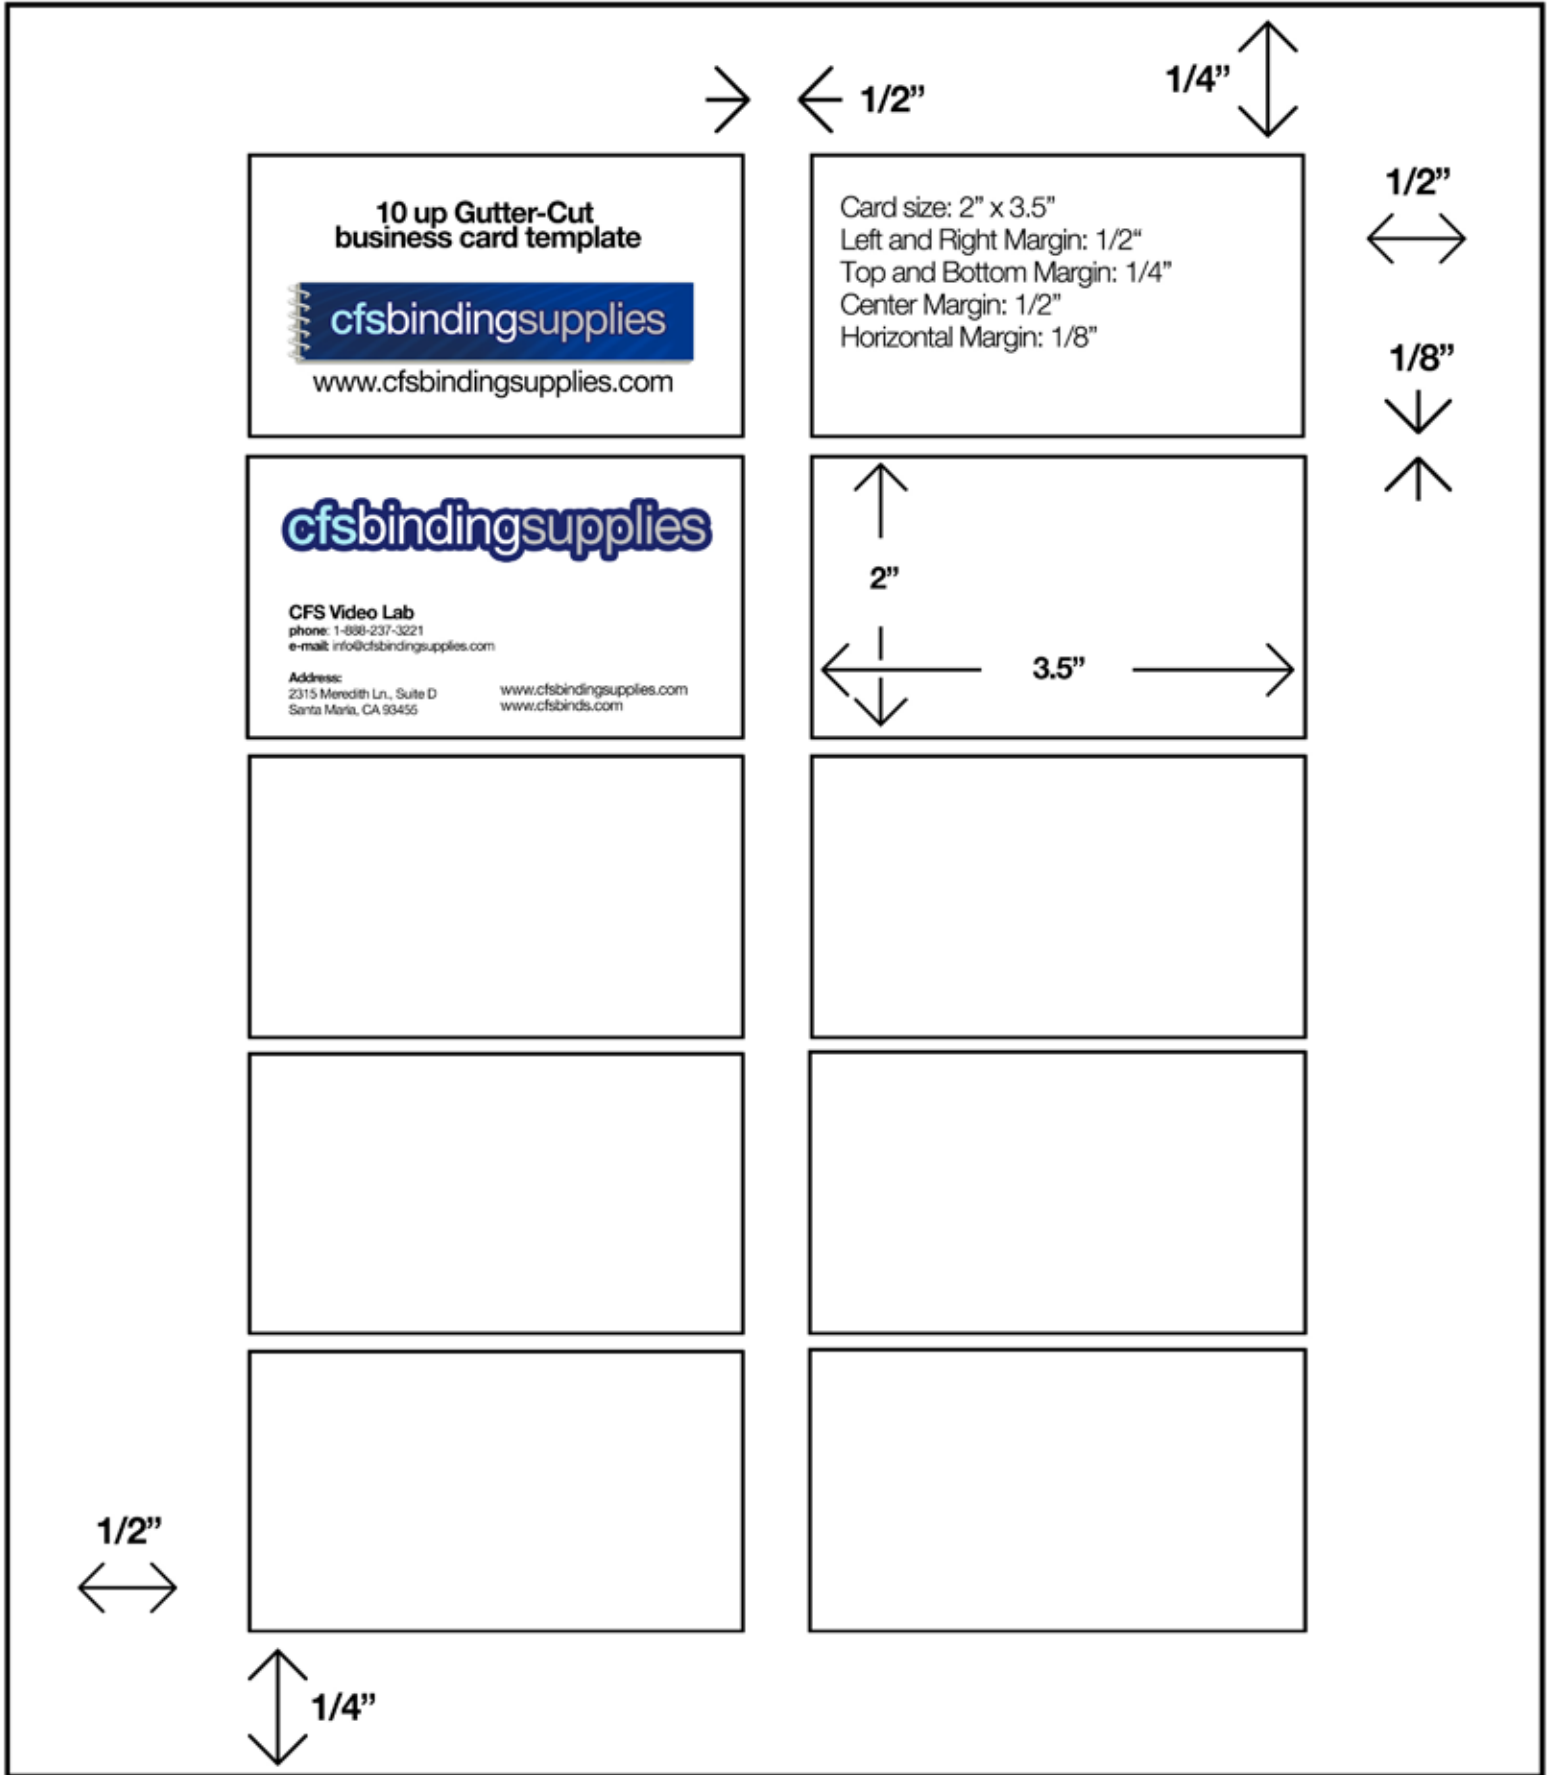 1/2”
1/4”
10 up Gutter-Cut
business card template
cfsbindingsupplies
www.cfsbindingsupplies.com
Card size: 2” x 3.5”
Left and Right Margin: 1/2“
Top and Bottom Margin: 1/4”
Center Margin: 1/2”
Horizontal Margin: 1/8”
1/2”
1/8”
cfsbindingsupplies
CFS Video Lab
phone: 1-888-237-3221
e-mail: info@cfsbindingsupplies.com
Address:
2315 Meredith Ln., Suite D
Santa Maria, CA 93455
www.cfsbindingsupplies.com
www.cfsbinds.com
2”
3.5”
1/2”
1/4”